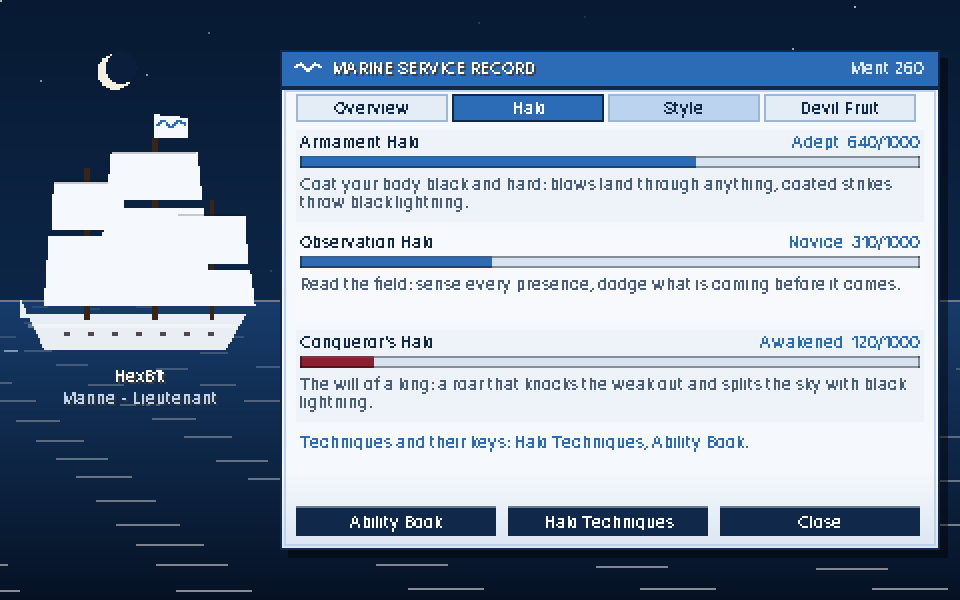 MARINE SERVICE RECORD
Merit 260
Overview
Haki
Style
Devil Fruit
Armament Haki
Adept 640/1000
Coat your body black and hard: blows land through anything, coated strikes
throw black lightning.
Observation Haki
Novice 310/1000
Read the field: sense every presence, dodge what is coming before it comes.
Conqueror's Haki
Awakened 120/1000
The will of a king: a roar that knocks the weak out and splits the sky with black
lightning.
Techniques and their keys: Haki Techniques, Ability Book.
HexBit
Marine - Lieutenant
Ability Book
Haki Techniques
Close